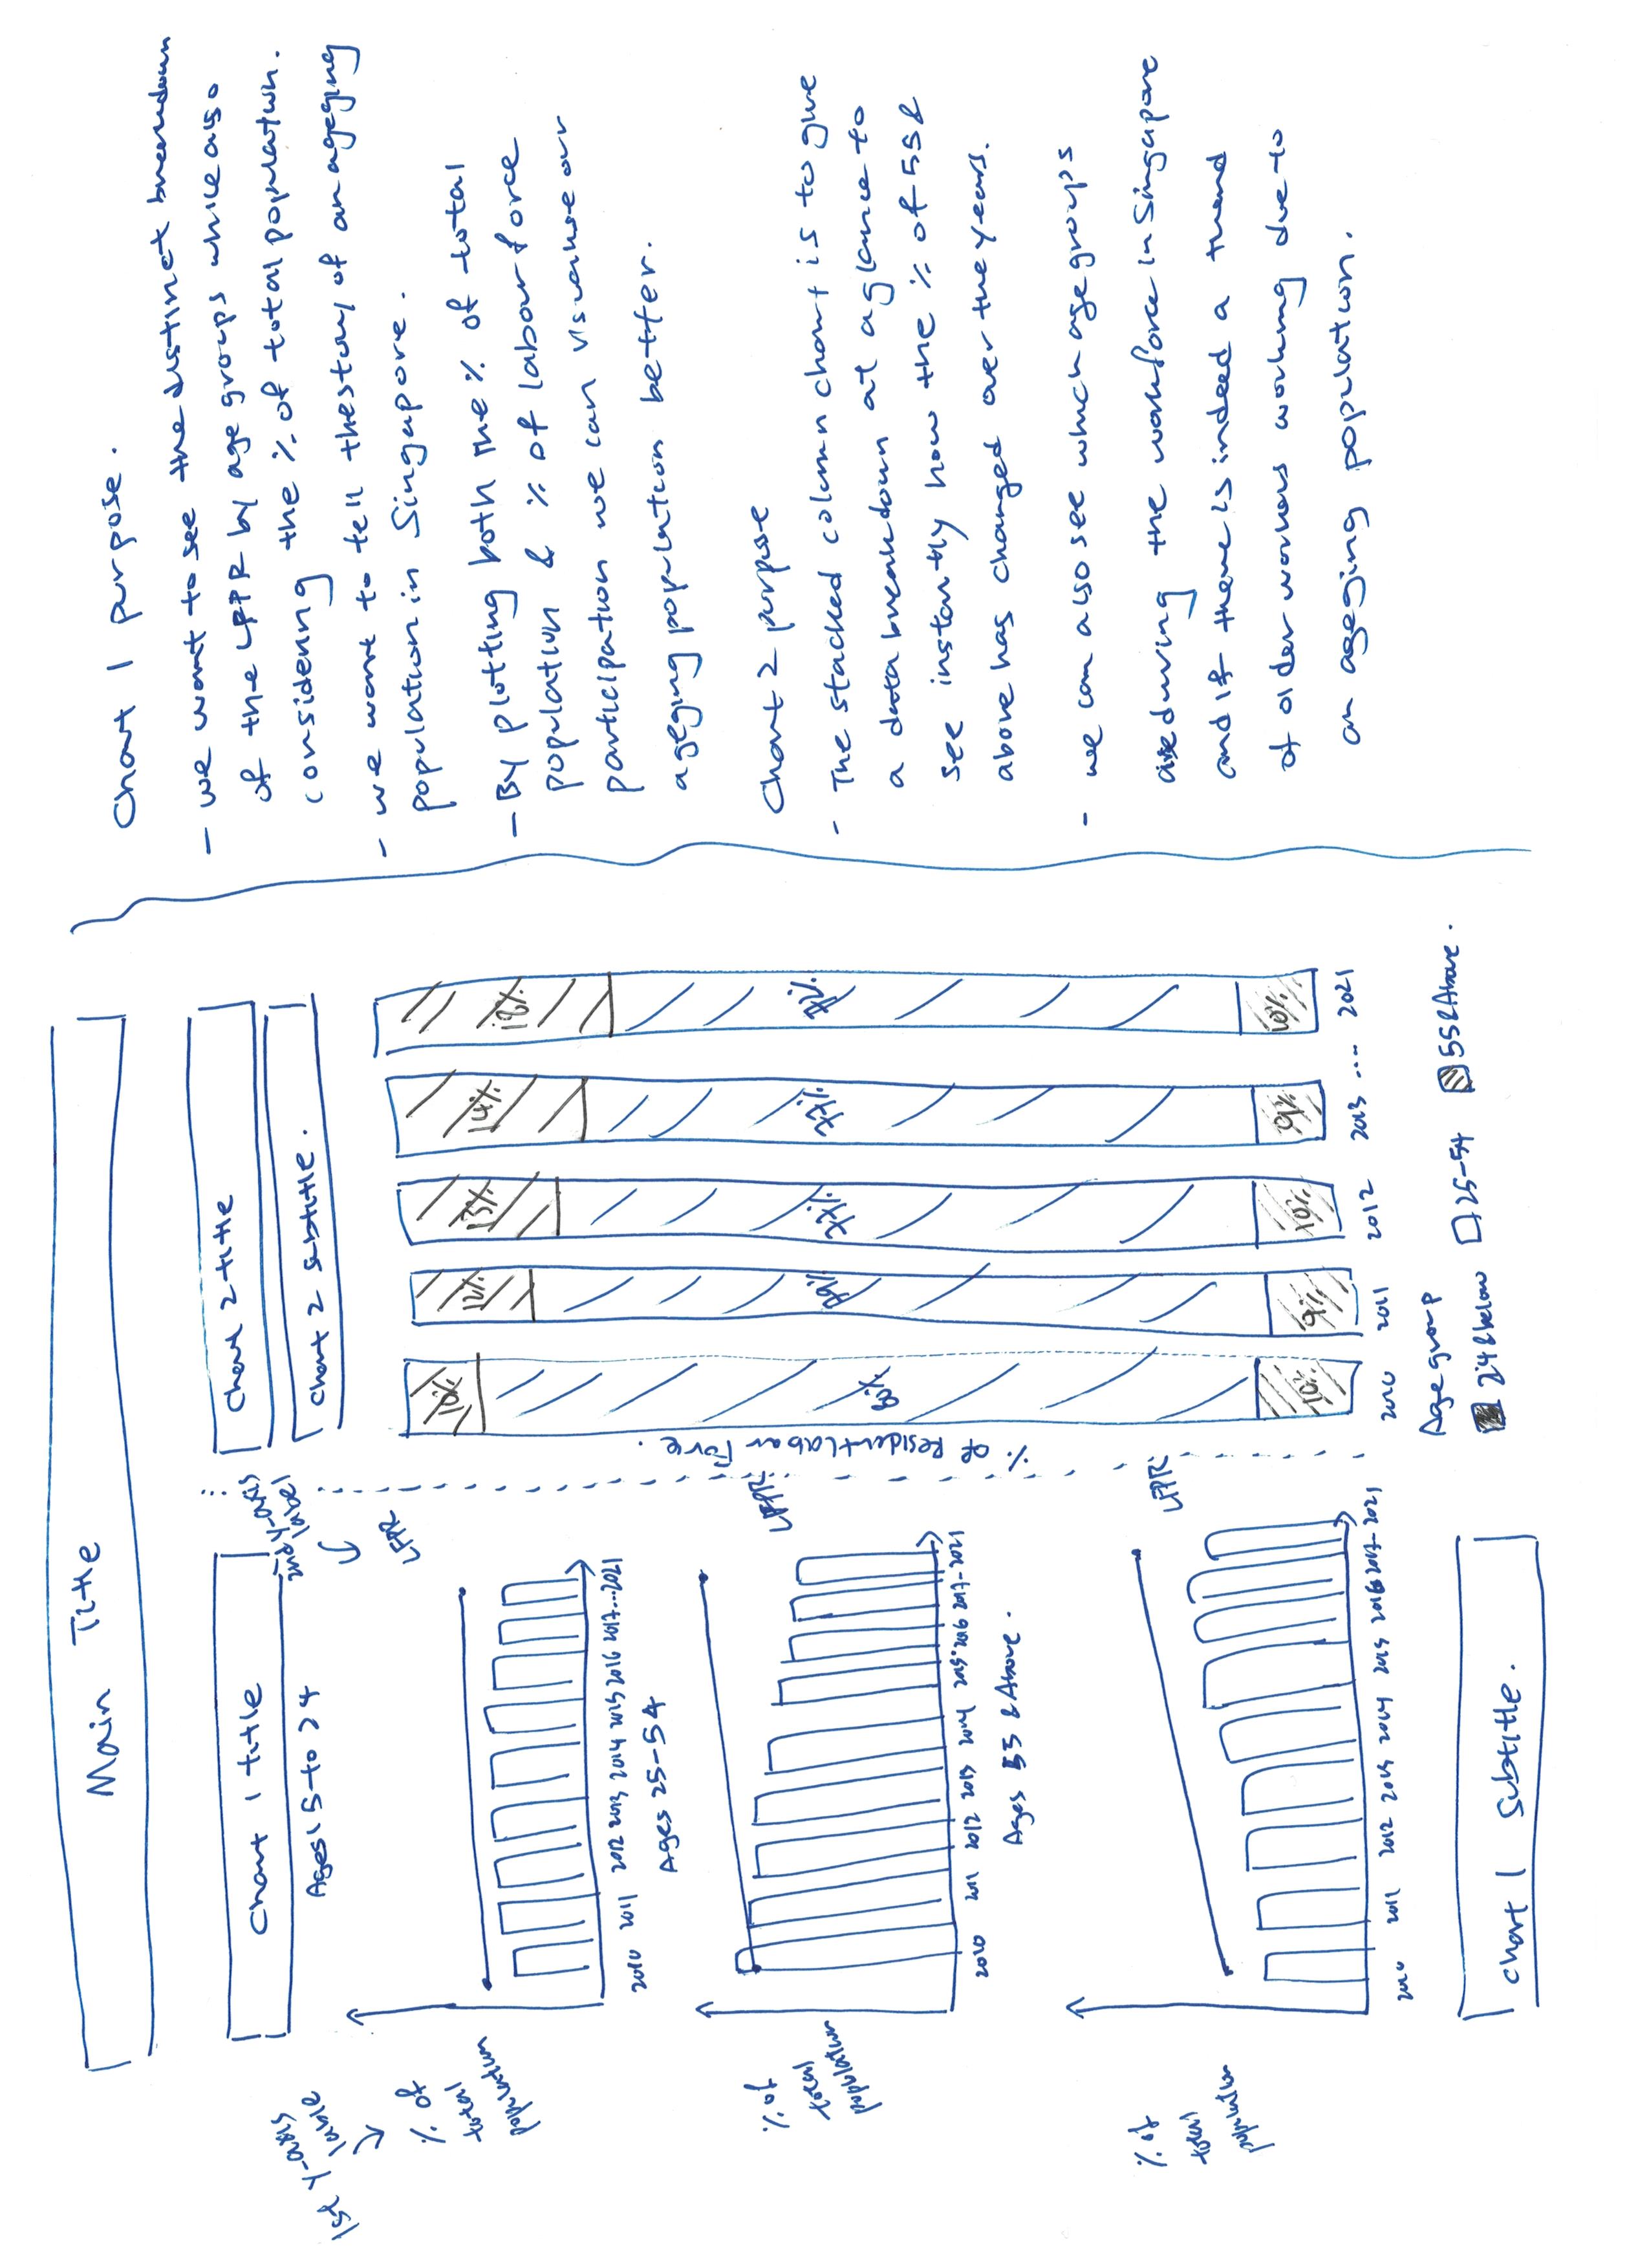 Main Title
Chart 1 title
Ages 15 to 24
1st Y-axis
lable
% of
total
population
2nd Y-axis
label
LFPR
2010 2011 2012 2013 2014 2015 2016 2017...2021
Ages 25-54
% of
total
population
LFPR
2010 2011 2012 2013 2014 2015 2016 2017-2021
Ages 55 & Above.
% of
total
population
LFPR
2010 2011 2012 2013 2014 2015 2016 2017-2021
Chart 1 subtitle.
Chart 2 title
Chart 2 subtitle.
% of Resident Labar Force.
10% 12% 13% 14% 18%
80% 79% 77% 77% 72%
10% 9% 10% 9% 10%
2010 2011 2012 2013 .... 2021
Age group
24 & below 25-54 55 & Above.
Chart 1 purpose.
- we want to see the distinct breakdown
of the LFPR by age groups while also
considering the % of total population.
- we want to tell the story of an ageging
population in Singapore.
- By plotting both the % of total
population & % of labour force
participation we can visualise our
ageging population better.
Chart 2 purpose
- The stacked column chart is to give
a data breakdown at a glance to
see instantly how the % of 55 &
above has changed over the years.
- we can also see which age groups
are during the workforce in Singapore
and if there is indeed a trend
of older workers working due to
an ageging population.